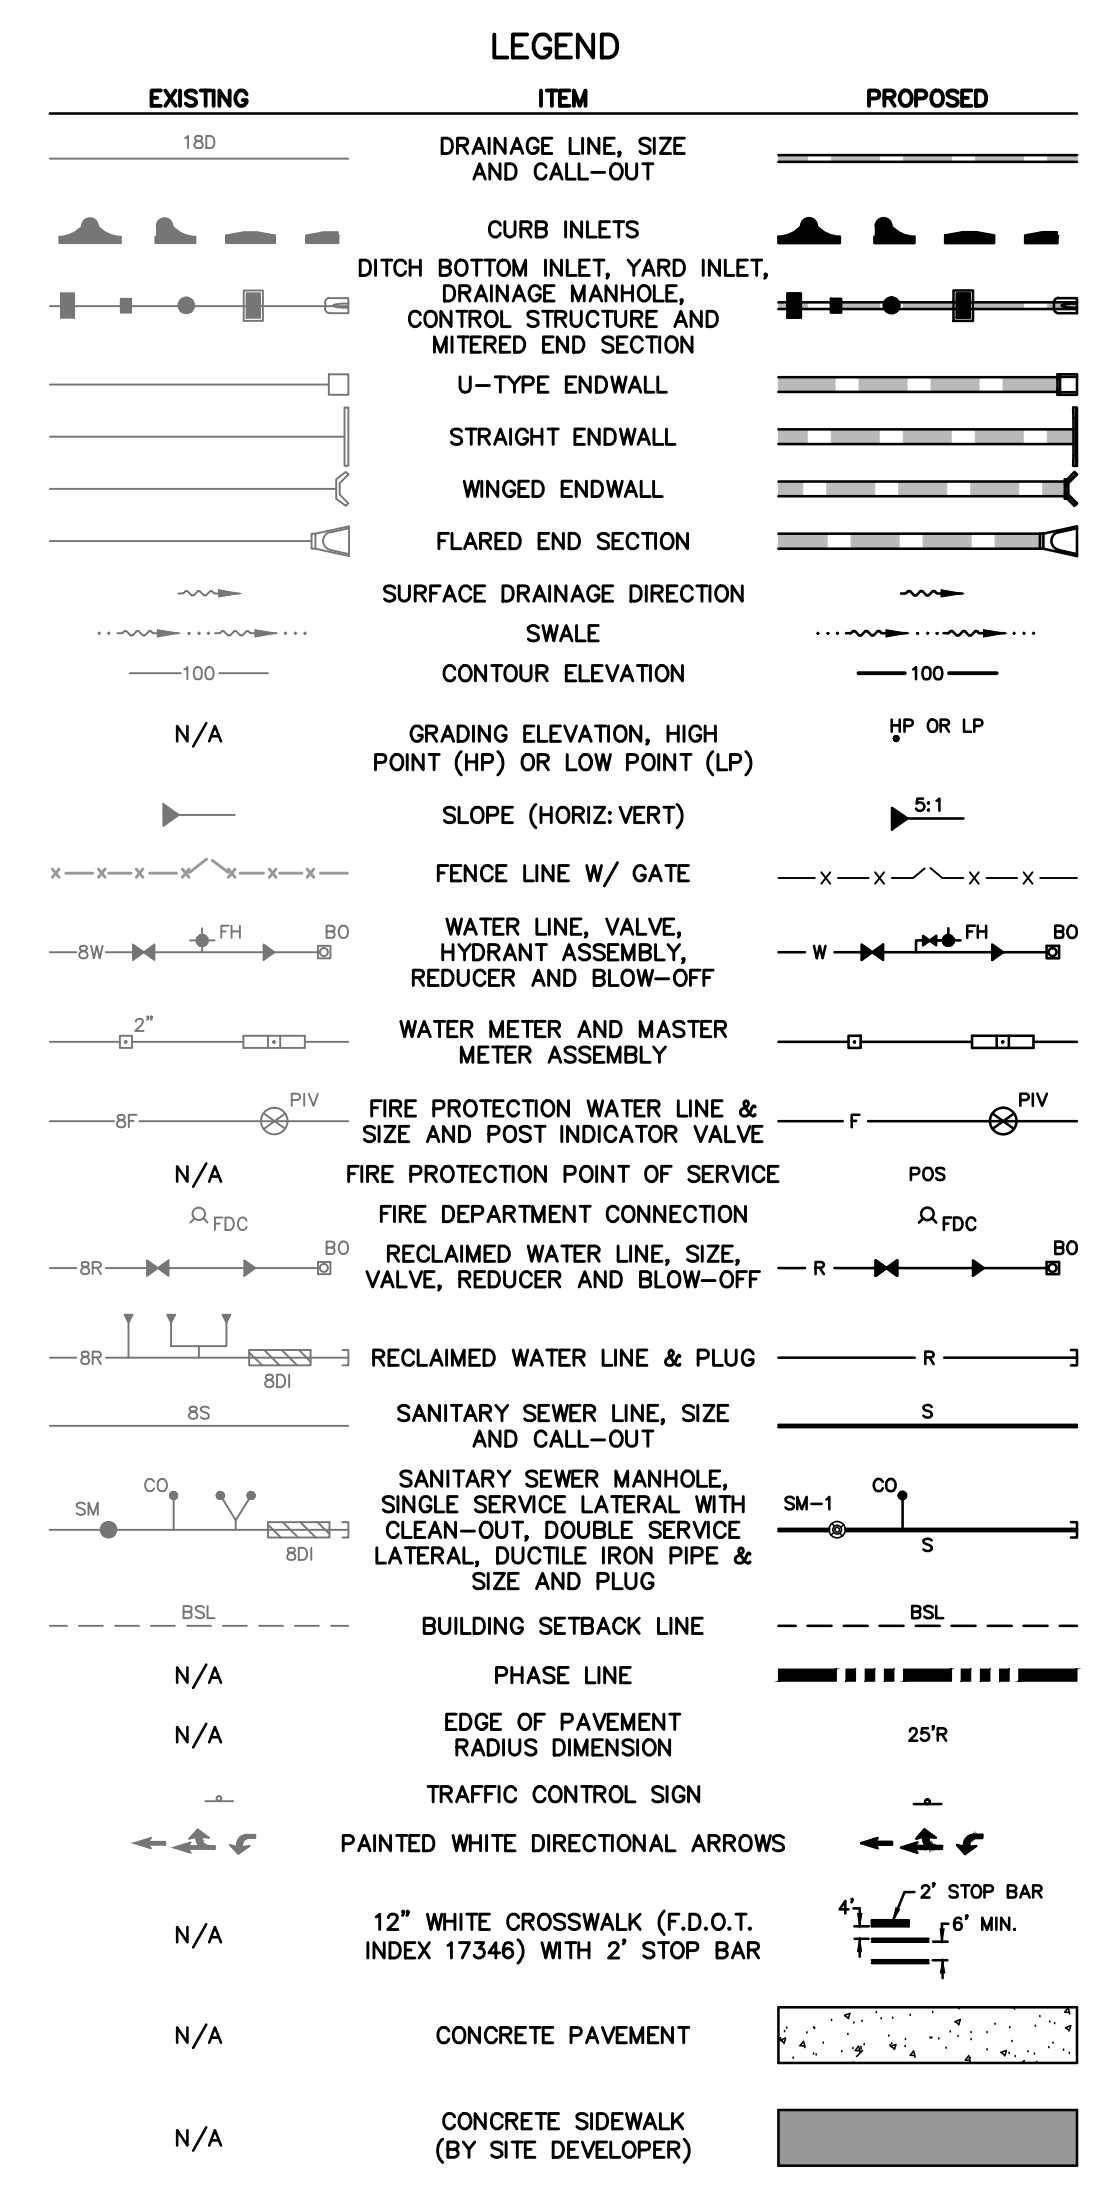 LEGEND
EXISTING ITEM PROPOSED
18D
DRAINAGE LINE, SIZE
AND CALL-OUT
CURB INLETS
DITCH BOTTOM INLET, YARD INLET,
DRAINAGE MANHOLE,
CONTROL STRUCTURE AND
MITERED END SECTION
U-TYPE ENDWALL
STRAIGHT ENDWALL
WINGED ENDWALL
FLARED END SECTION
SURFACE DRAINAGE DIRECTION
SWALE
100 CONTOUR ELEVATION 100
N/A
GRADING ELEVATION, HIGH
POINT (HP) OR LOW POINT (LP)
HP OR LP
SLOPE (HORIZ:VERT)
5:1
FENCE LINE W/ GATE
8W FH BO
WATER LINE, VALVE,
HYDRANT ASSEMBLY,
REDUCER AND BLOW-OFF
W FH BO
2"
WATER METER AND MASTER
METER ASSEMBLY
8F PIV
FIRE PROTECTION WATER LINE &
SIZE AND POST INDICATOR VALVE
F PIV
N/A FIRE PROTECTION POINT OF SERVICE POS
FDC FIRE DEPARTMENT CONNECTION FDC
8R BO
RECLAIMED WATER LINE, SIZE,
VALVE, REDUCER AND BLOW-OFF
R BO
8R
8DI
RECLAIMED WATER LINE & PLUG
R
8S
SANITARY SEWER LINE, SIZE
AND CALL-OUT
S
SM CO
8DI
SANITARY SEWER MANHOLE,
SINGLE SERVICE LATERAL WITH
CLEAN-OUT, DOUBLE SERVICE
LATERAL, DUCTILE IRON PIPE &
SIZE AND PLUG
SM-1 CO
S
BSL BUILDING SETBACK LINE BSL
N/A PHASE LINE
N/A
EDGE OF PAVEMENT
RADIUS DIMENSION
25'R
TRAFFIC CONTROL SIGN
PAINTED WHITE DIRECTIONAL ARROWS
N/A
12" WHITE CROSSWALK (F.D.O.T.
INDEX 17346) WITH 2' STOP BAR
2' STOP BAR
4'
6' MIN.
N/A CONCRETE PAVEMENT
N/A
CONCRETE SIDEWALK
(BY SITE DEVELOPER)